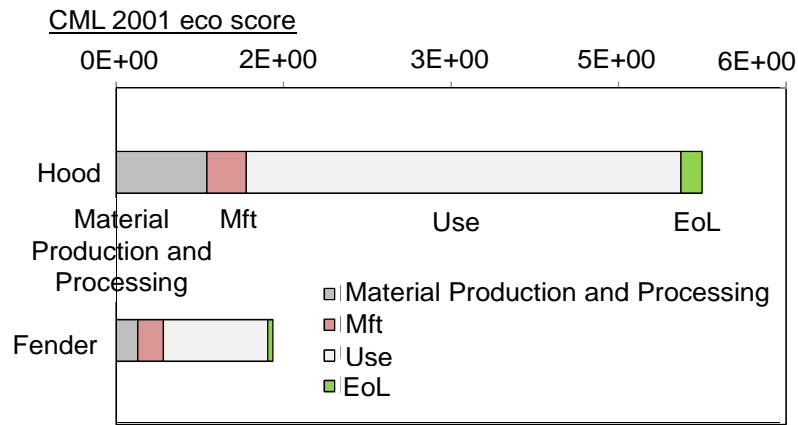 CML 2001 eco score
0E+00 2E+00 3E+00 5E+00 6E+00
Hood
Material Mft Use EoL
Production and
Processing
Material Production and Processing
Mft
Fender
Use
EoL